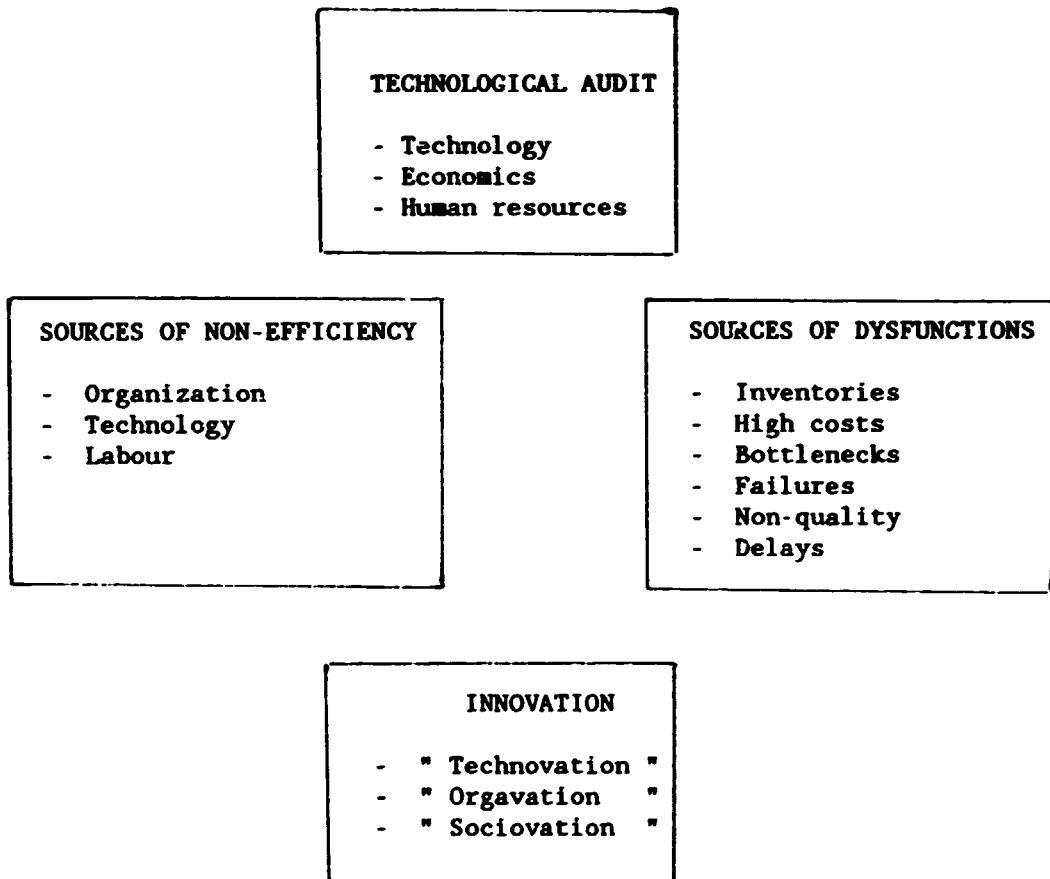 TECHNOLOGICAL AUDIT
- Technology
- Economics
- Human resources
SOURCES OF NON-EFFICIENCY
- Organization
- Technology
- Labour
SOURCES OF DYSFUNCTIONS
- Inventories
- High costs
- Bottlenecks
- Failures
- Non-quality
- Delays
INNOVATION
- " Technovation "
- " Orgavation "
- " Sociovation "